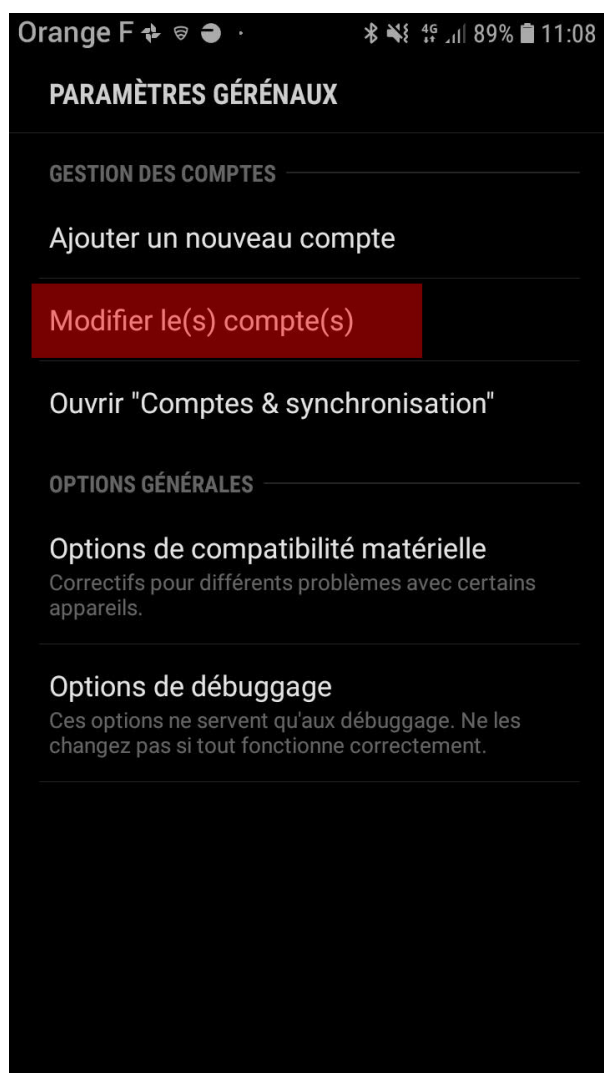 Orange F 4G 89% 11:08
PARAMÈTRES GÉRÉNAUX
GESTION DES COMPTES
Ajouter un nouveau compte
Modifier le(s) compte(s)
Ouvrir "Comptes & synchronisation"
OPTIONS GÉNÉRALES
Options de compatibilité matérielle
Correctifs pour différents problèmes avec certains
appareils.
Options de débuggage
Ces options ne servent qu'aux débuggage. Ne les
changez pas si tout fonctionne correctement.